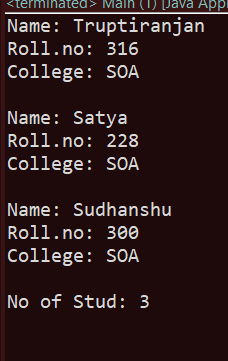 <terminated> Main (1) [Java Appl
Name: Truptiranjan
Roll.no: 316
College: SOA
Name: Satya
Roll.no: 228
College: SOA
Name: Sudhanshu
Roll.no: 300
College: SOA
No of Stud: 3